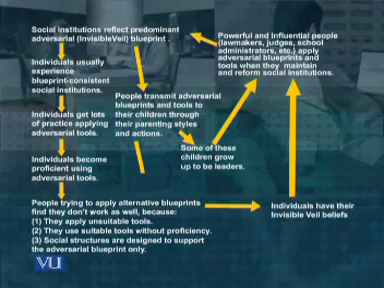 Social institutions reflect predominant
adversarial (InvisibleVeil) blueprint .
Powerful and influential people
(lawmakers, judges, school
administrators, etc.) apply
adversarial blueprints and
tools when they maintain
and reform social institutions.
Individuals usually
experience
blueprint-consistent
social institutions.
People transmit adversarial
blueprints and tools to
their children through
their parenting styles
and actions.
Individuals get lots
of practice applying
adversarial tools.
Some of these
children grow
up to be leaders.
Individuals become
proficient using
adversarial tools.
People trying to apply alternative blueprints
find they don't work as well, because:
(1) They apply unsuitable tools.
(2) They use suitable tools without proficiency.
(3) Social structures are designed to support
the adversarial blueprint only.
Individuals have their
Invisible Veil beliefs
VU